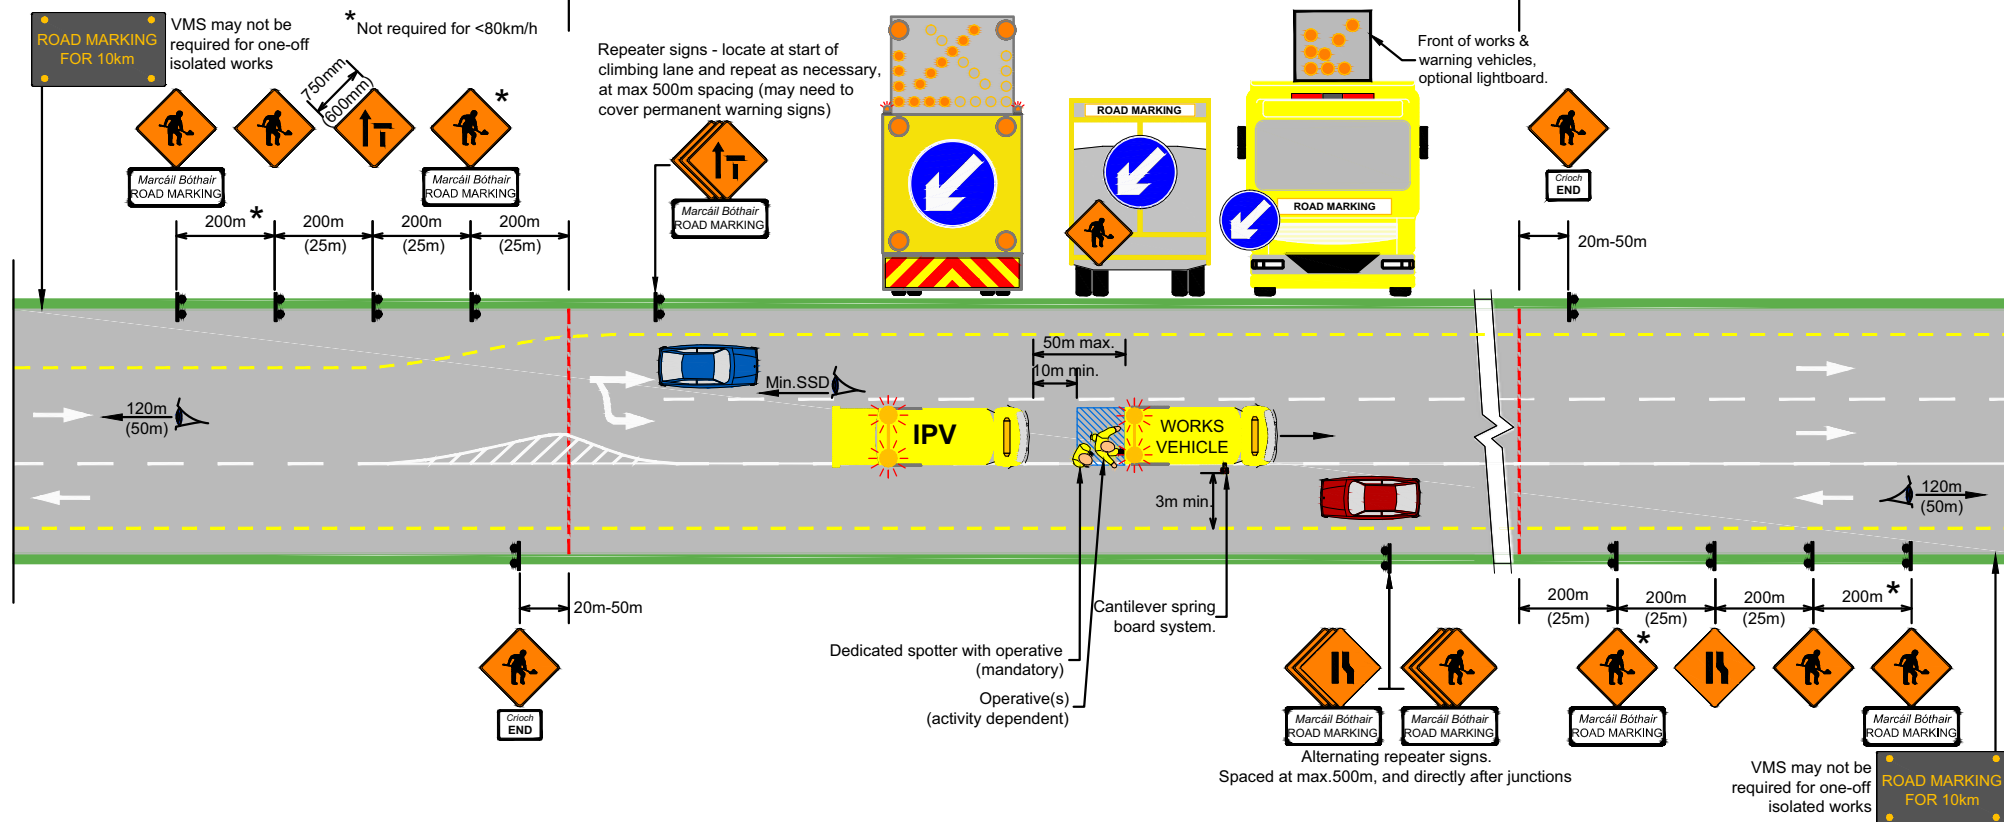 ROAD MARKING
FOR 10km
VMS may not be
required for one-off
isolated works
*Not required for <80km/h
750mm
(600mm)
*
Marcáil Bóthair
ROAD MARKING
Marcáil Bóthair
ROAD MARKING
200m*
200m
(25m)
200m
(25m)
200m
(25m)
Repeater signs - locate at start of
climbing lane and repeat as necessary,
at max 500m spacing (may need to
cover permanent warning signs)
Marcáil Bóthair
ROAD MARKING
ROAD MARKING
ROAD MARKING
Front of works &
warning vehicles,
optional lightboard.
Críoch
END
20m-50m
120m
(50m)
Min.SSD
50m max.
10m min.
IPV
WORKS
VEHICLE
3m min.
120m
(50m)
20m-50m
Críoch
END
Dedicated spotter with operative
(mandatory)
Operative(s)
(activity dependent)
Cantilever spring
board system.
Marcáil Bóthair
ROAD MARKING
Marcáil Bóthair
ROAD MARKING
Alternating repeater signs.
Spaced at max.500m, and directly after junctions
200m
(25m)
200m
(25m)
200m
(25m)
200m*
*
Marcáil Bóthair
ROAD MARKING
Marcáil Bóthair
ROAD MARKING
VMS may not be
required for one-off
isolated works
ROAD MARKING
FOR 10km